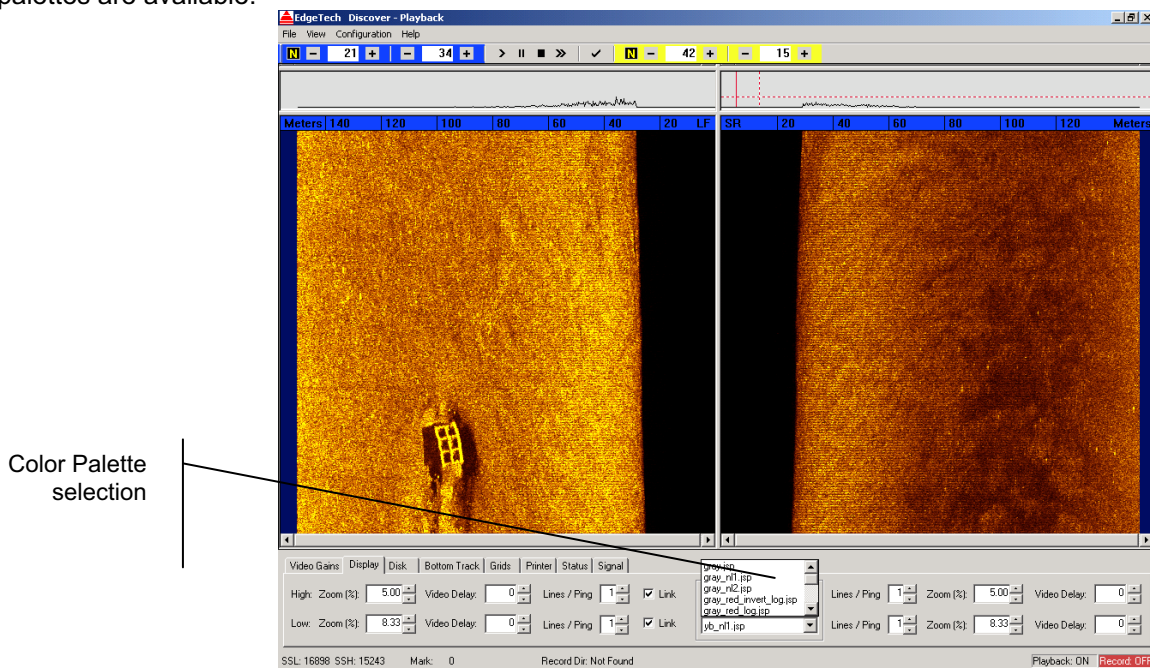 palettes are available.
EdgeTech Discover - Playback
File View Configuration Help
N - 21 + - 34 + > II ■ » ✓ N - 42 + - 15 +
Meters 140 120 100 80 60 40 20 LF SR 20 40 60 80 100 120 Meters
Color Palette
selection
Video Gains Display Disk Bottom Track Grids Printer Status Signal
gray.jsp
gray_nl1.jsp
gray_nl2.jsp
gray_red_invert_log.jsp
gray_red_log.jsp
High: Zoom (%): 5.00 Video Delay: 0 Lines / Ping 1 Link Lines / Ping 1 Zoom (%): 5.00 Video Delay: 0
Low: Zoom (%): 8.33 Video Delay: 0 Lines / Ping 1 Link yb_nl1.jsp Lines / Ping 1 Zoom (%): 8.33 Video Delay: 0
SSL: 16898 SSH: 15243 Mark: 0 Record Dir: Not Found Playback: ON Record: OFF